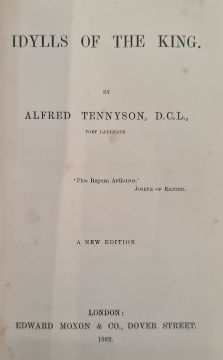 IDYLLS OF THE KING.
BY
ALFRED TENNYSON, D.C.L.,
POET LAUREATE.
'Flos Regum Arthurus.'
JOSEPH OF EXETER.
A NEW EDITION.
LONDON:
EDWARD MOXON & CO., DOVER STREET.
1862.